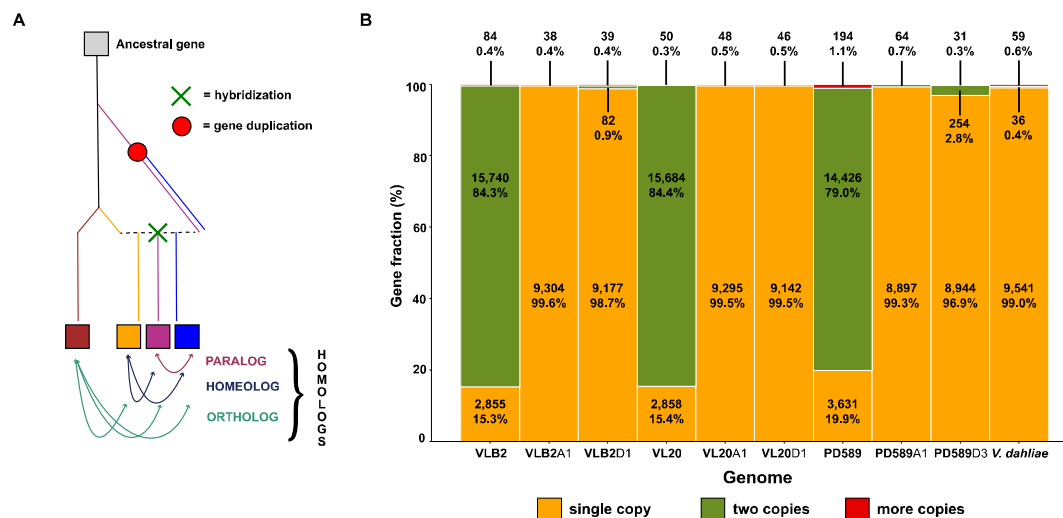 A
Ancestral gene
= hybridization
= gene duplication
PARALOG
HOMEOLOG
ORTHOLOG
HOMOLOGS
B
84 38 39 50 48 46 194 64 31 59
0.4% 0.4% 0.4% 0.3% 0.5% 0.5% 1.1% 0.7% 0.3% 0.6%
Gene fraction (%)
100
80
60
40
20
0
82
0.9%
254
2.8%
36
0.4%
15,740 15,684 14,426
84.3% 84.4% 79.0%
9,304 9,177 9,295 9,142 8,897 8,944 9,541
99.6% 98.7% 99.5% 99.5% 99.3% 96.9% 99.0%
2,855 2,858 3,631
15.3% 15.4% 19.9%
VLB2 VLB2A1 VLB2D1 VL20 VL20A1 VL20D1 PD589 PD589A1 PD589D3 V. dahliae
Genome
single copy two copies more copies